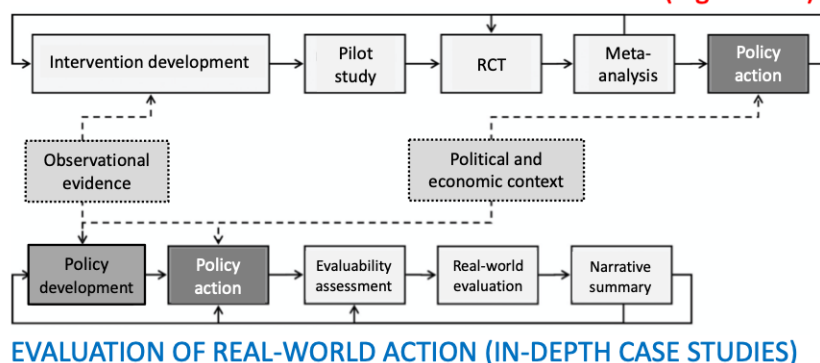 Intervention development
Pilot
study
RCT
Meta-
analysis
Policy
action
Observational
evidence
Political and
economic context
Policy
development
Policy
action
Evaluability
assessment
Real-world
evaluation
Narrative
summary
EVALUATION OF REAL-WORLD ACTION (IN-DEPTH CASE STUDIES)